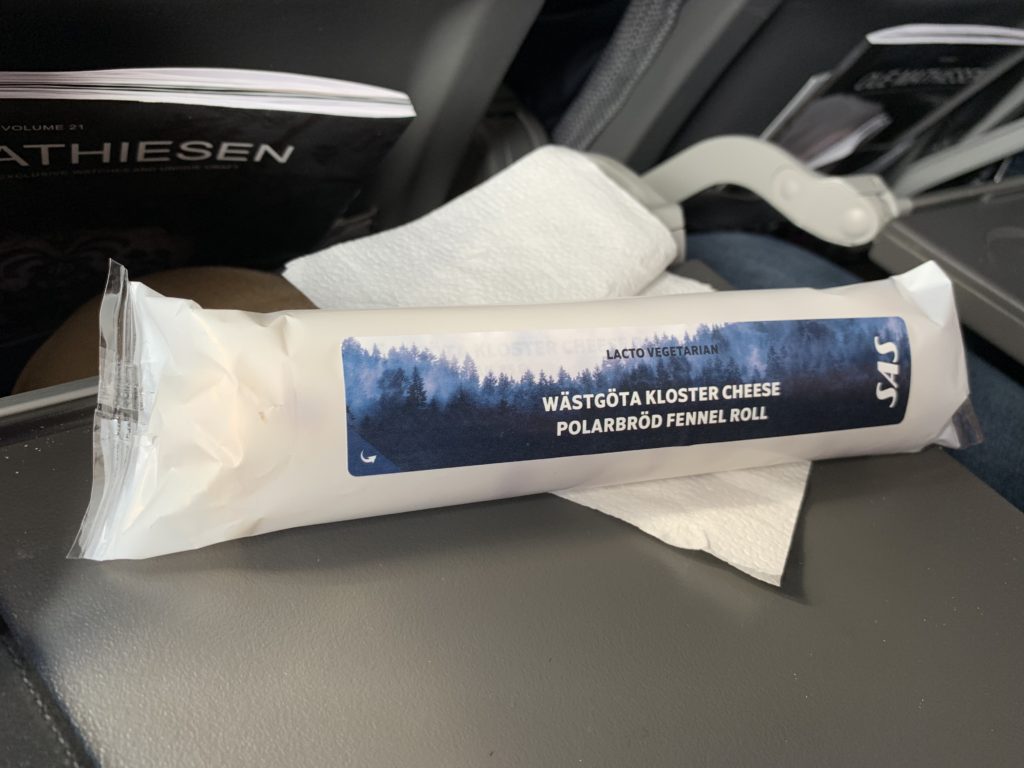 VOLUME 21
ATHIESEN
LACTO VEGETARIAN
WÄSTGÖTA KLOSTER CHEESE
POLARBRÖD FENNEL ROLL
SAS